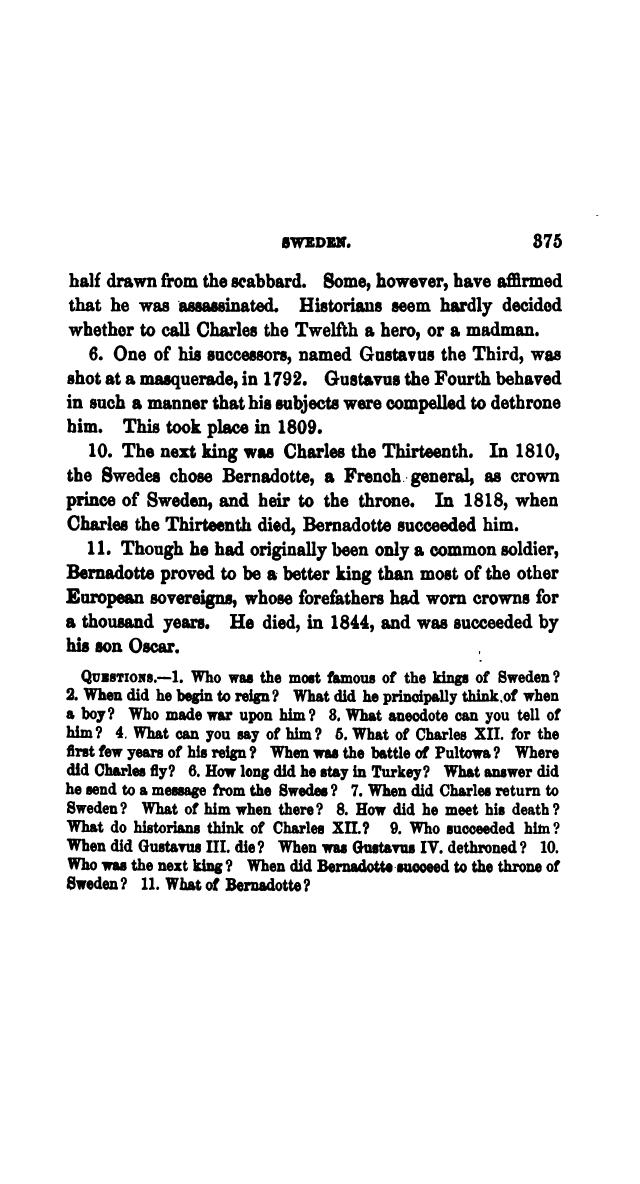 SWEDEN. 375
half drawn from the scabbard. Some, however, have affirmed
that he was assassinated. Historians seem hardly decided
whether to call Charles the Twelfth a hero, or a madman.
6. One of his successors, named Gustavus the Third, was
shot at a masquerade, in 1792. Gustavus the Fourth behaved
in such a manner that his subjects were compelled to dethrone
him. This took place in 1809.
10. The next king was Charles the Thirteenth. In 1810,
the Swedes chose Bernadotte, a French general, as crown
prince of Sweden, and heir to the throne. In 1818, when
Charles the Thirteenth died, Bernadotte succeeded him.
11. Though he had originally been only a common soldier,
Bernadotte proved to be a better king than most of the other
European sovereigns, whose forefathers had worn crowns for
a thousand years. He died, in 1844, and was succeeded by
his son Oscar.
QUESTIONS.—1. Who was the most famous of the kings of Sweden?
2. When did he begin to reign? What did he principally think of when
a boy? Who made war upon him? 3. What anecdote can you tell of
him? 4. What can you say of him? 5. What of Charles XII. for the
first few years of his reign? When was the battle of Pultowa? Where
did Charles fly? 6. How long did he stay in Turkey? What answer did
he send to a message from the Swedes? 7. When did Charles return to
Sweden? What of him when there? 8. How did he meet his death?
What do historians think of Charles XII.? 9. Who succeeded him?
When did Gustavus III. die? When was Gustavus IV. dethroned? 10.
Who was the next king? When did Bernadotte succeed to the throne of
Sweden? 11. What of Bernadotte?